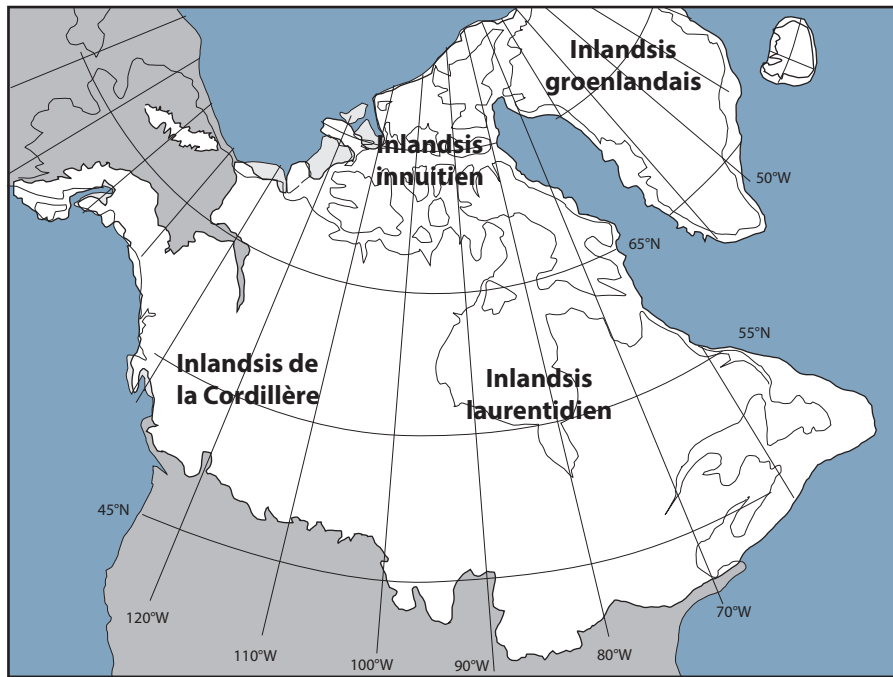 Inlandsis
groenlandais
Inlandsis
innuitien
50°W
65°N
55°N
Inlandsis de
la Cordillère
Inlandsis
laurentidien
45°N
120°W
110°W
100°W
90°W
80°W
70°W